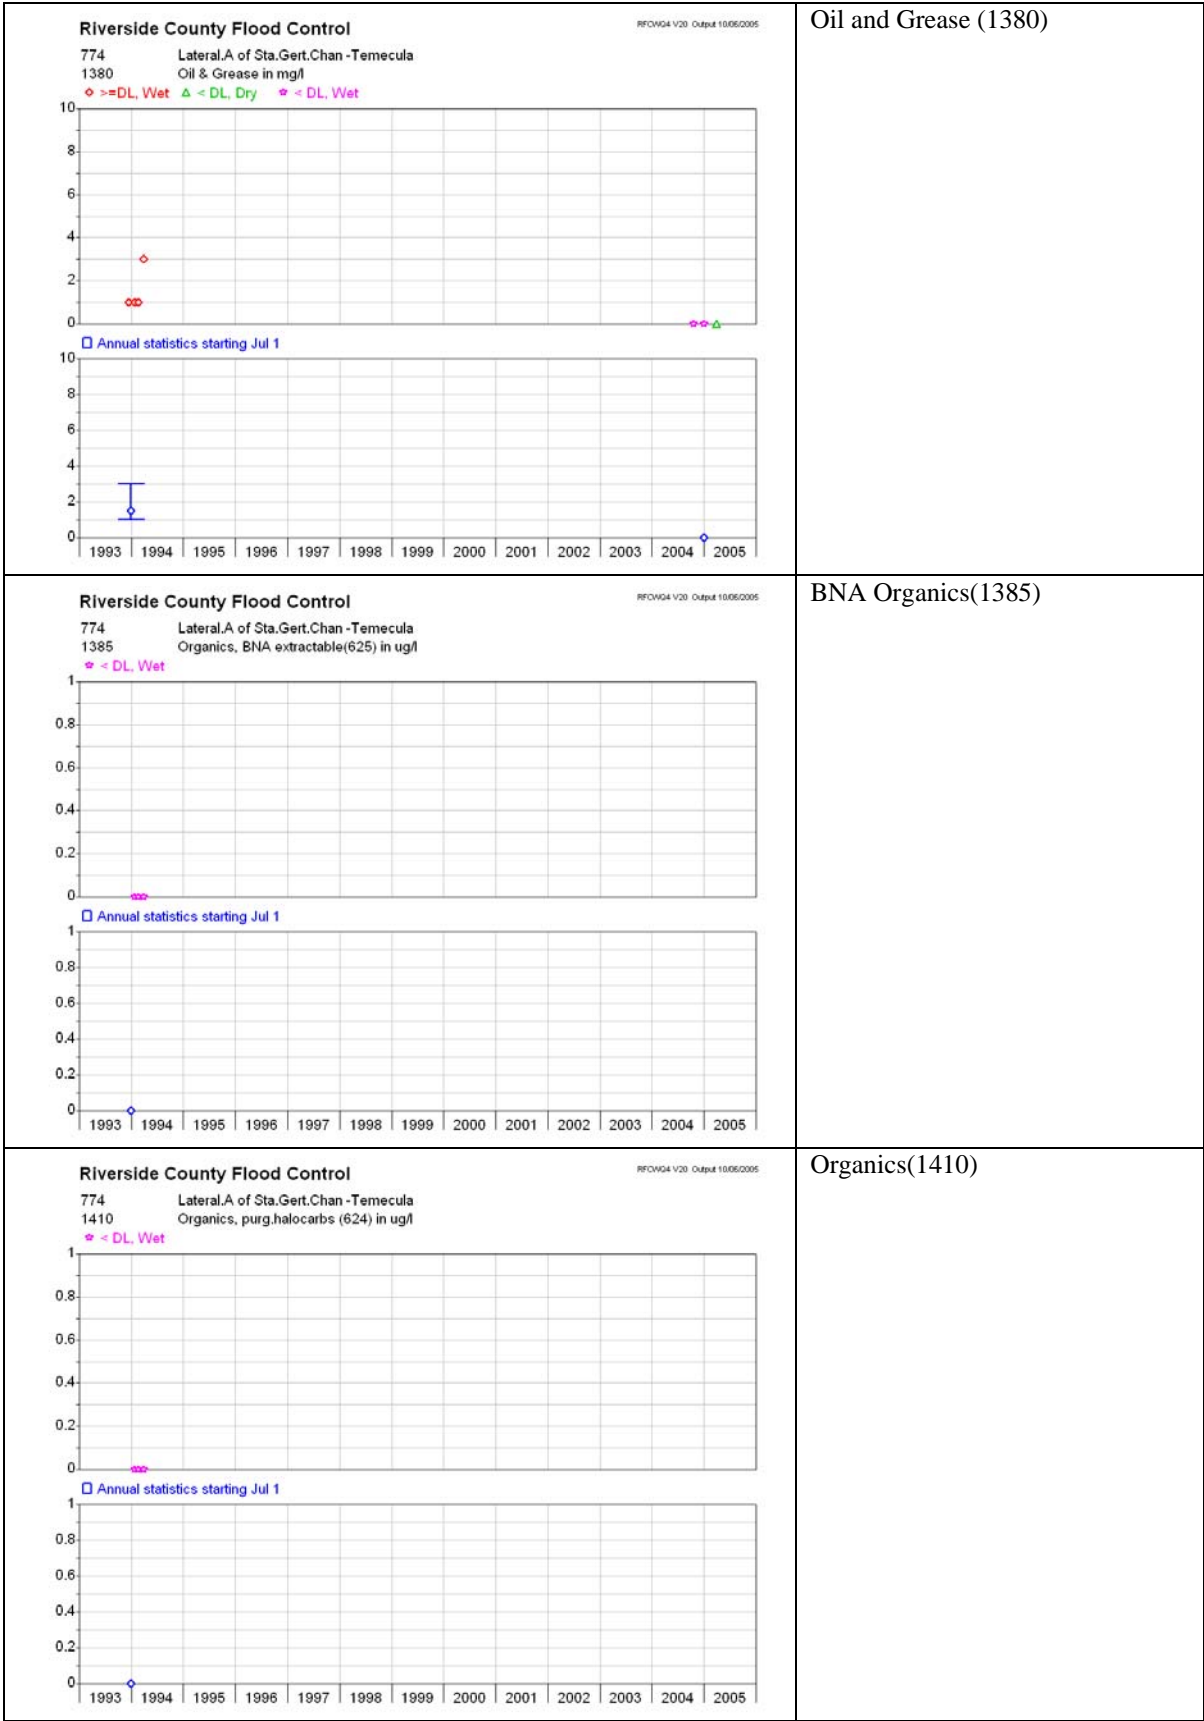 Riverside County Flood Control
RFCWQ4 V20 Output 10/06/2005
774 Lateral.A of Sta.Gert.Chan -Temecula
1380 Oil & Grease in mg/l
>=DL, Wet < DL, Dry < DL, Wet
10
8
6
4
2
0
Annual statistics starting Jul 1
10
8
6
4
2
0
1993 1994 1995 1996 1997 1998 1999 2000 2001 2002 2003 2004 2005
Oil and Grease (1380)
Riverside County Flood Control
RFCWQ4 V20 Output 10/06/2005
774 Lateral.A of Sta.Gert.Chan -Temecula
1385 Organics, BNA extractable(625) in ug/l
< DL, Wet
1
0.8
0.6
0.4
0.2
0
Annual statistics starting Jul 1
1
0.8
0.6
0.4
0.2
0
1993 1994 1995 1996 1997 1998 1999 2000 2001 2002 2003 2004 2005
BNA Organics(1385)
Riverside County Flood Control
RFCWQ4 V20 Output 10/06/2005
774 Lateral.A of Sta.Gert.Chan -Temecula
1410 Organics, purg.halocarbs (624) in ug/l
< DL, Wet
1
0.8
0.6
0.4
0.2
0
Annual statistics starting Jul 1
1
0.8
0.6
0.4
0.2
0
1993 1994 1995 1996 1997 1998 1999 2000 2001 2002 2003 2004 2005
Organics(1410)